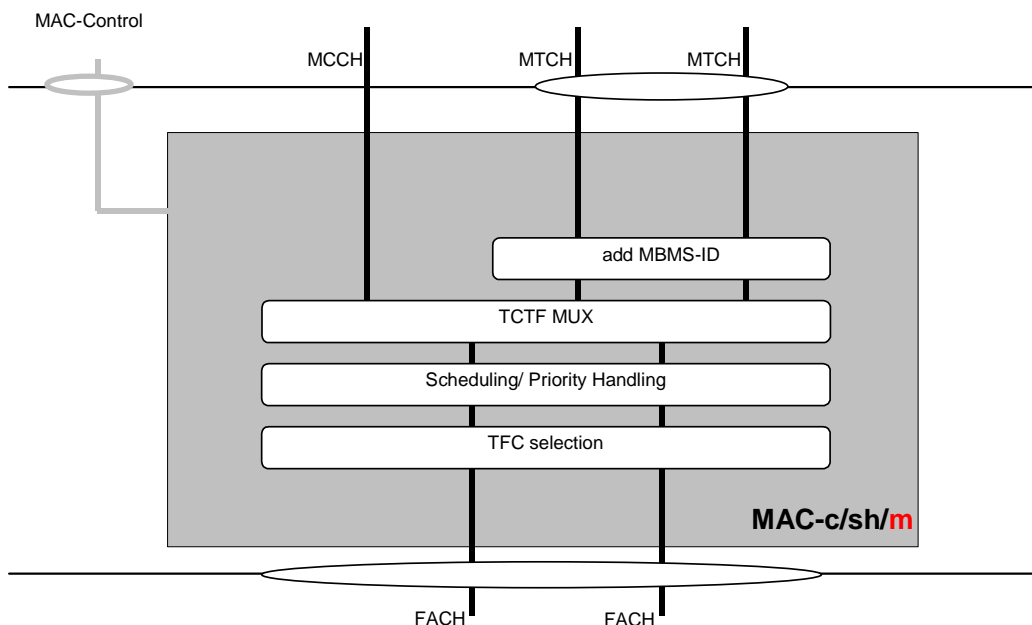 MAC-Control
MCCH
MTCH
MTCH
add MBMS-ID
TCTF MUX
Scheduling/ Priority Handling
TFC selection
MAC-c/sh/m
FACH
FACH